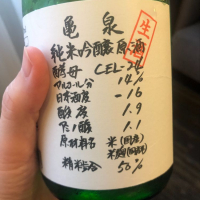 亀泉
生酒
純米吟醸原酒
酵母 CEL-24
アルコール分 14%
日本酒度 -16
酸度 1.9
アミノ酸 1.1
原材料名 米(国産)
米麹(国産米)
精米歩合 50%